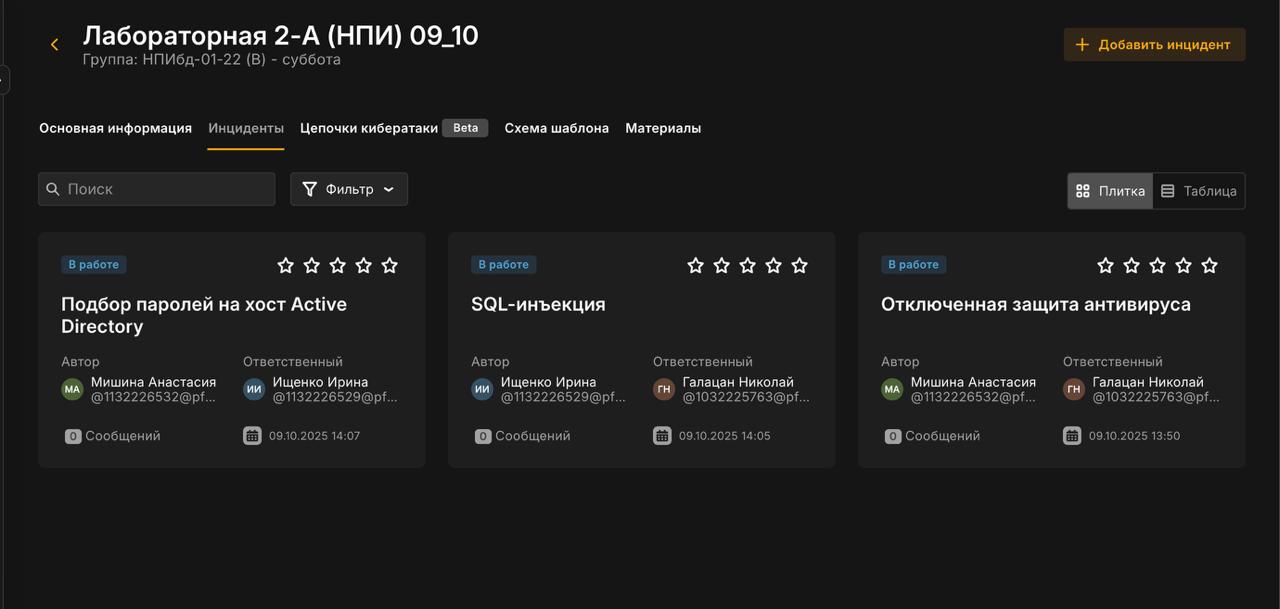 Лабораторная 2-А (НПИ) 09_10
Группа: НПИбд-01-22 (В) - суббота
Добавить инцидент
Основная информация Инциденты Цепочки кибератаки Beta Схема шаблона Материалы
Поиск Фильтр Плитка Таблица
В работе
Подбор паролей на хост Active
Directory
Автор Ответственный
МА Мишина Анастасия ИИ Ищенко Ирина
@1132226532@pf... @1132226529@pf...
0 Сообщений 09.10.2025 14:07
В работе
SQL-инъекция
Автор Ответственный
ИИ Ищенко Ирина ГН Галацан Николай
@1132226529@pf... @1032225763@pf...
0 Сообщений 09.10.2025 14:05
В работе
Отключенная защита антивируса
Автор Ответственный
МА Мишина Анастасия ГН Галацан Николай
@1132226532@pf... @1032225763@pf...
0 Сообщений 09.10.2025 13:50